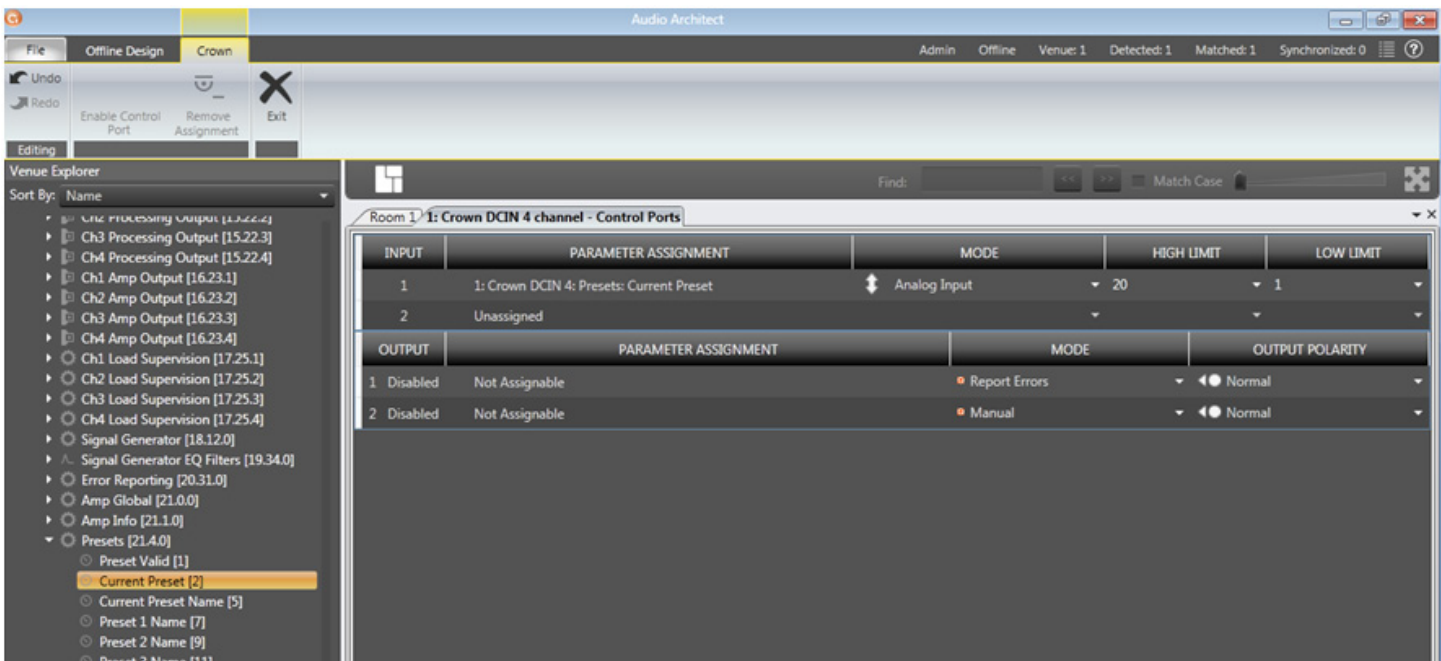 Audio Architect
File Offline Design Crown Admin Offline Venue: 1 Detected: 1 Matched: 1 Synchronized: 0 ?
Undo
Redo
Enable Control Port Remove Assignment Exit
Editing
Venue Explorer
Sort By: Name
Find: << >> Match Case
Room 1 1: Crown DCIN 4 channel - Control Ports
INPUT PARAMETER ASSIGNMENT MODE HIGH LIMIT LOW LIMIT
1 1: Crown DCIN 4: Presets: Current Preset Analog Input 20 1
2 Unassigned
OUTPUT PARAMETER ASSIGNMENT MODE OUTPUT POLARITY
1 Disabled Not Assignable Report Errors Normal
2 Disabled Not Assignable Manual Normal
Ch2 Processing Output [15.22.2]
Ch3 Processing Output [15.22.3]
Ch4 Processing Output [15.22.4]
Ch1 Amp Output [16.23.1]
Ch2 Amp Output [16.23.2]
Ch3 Amp Output [16.23.3]
Ch4 Amp Output [16.23.4]
Ch1 Load Supervision [17.25.1]
Ch2 Load Supervision [17.25.2]
Ch3 Load Supervision [17.25.3]
Ch4 Load Supervision [17.25.4]
Signal Generator [18.12.0]
Signal Generator EQ Filters [19.34.0]
Error Reporting [20.31.0]
Amp Global [21.0.0]
Amp Info [21.1.0]
Presets [21.4.0]
Preset Valid [1]
Current Preset [2]
Current Preset Name [5]
Preset 1 Name [7]
Preset 2 Name [9]
Preset 3 Name [11]